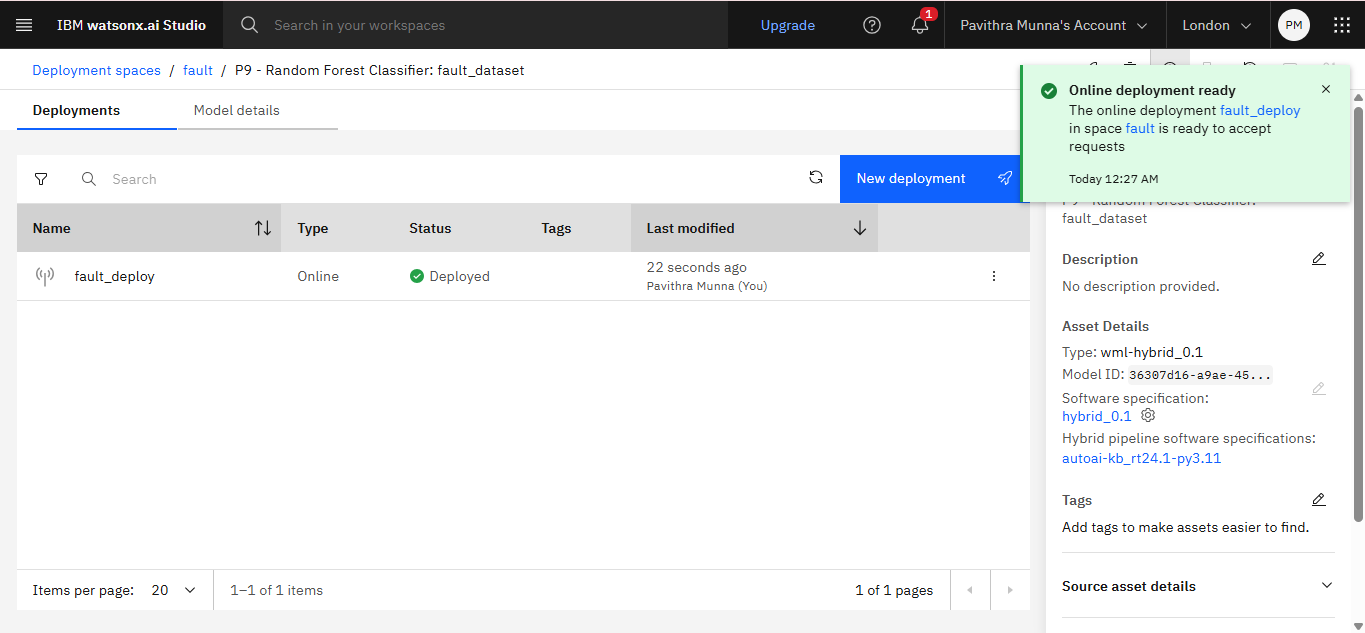 IBM watsonx.ai Studio
Search in your workspaces
Upgrade
1
Pavithra Munna's Account
London
PM
Deployment spaces / fault / P9 - Random Forest Classifier: fault_dataset
Online deployment ready
The online deployment fault_deploy
in space fault is ready to accept
requests
Today 12:27 AM
Deployments
Model details
Search
New deployment
Name
Type
Status
Tags
Last modified
fault_deploy
Online
Deployed
22 seconds ago
Pavithra Munna (You)
Items per page: 20
1–1 of 1 items
1 of 1 pages
P9 - Random Forest Classifier:
fault_dataset
Description
No description provided.
Asset Details
Type: wml-hybrid_0.1
Model ID: 36307d16-a9ae-45...
Software specification:
hybrid_0.1
Hybrid pipeline software specifications:
autoai-kb_rt24.1-py3.11
Tags
Add tags to make assets easier to find.
Source asset details